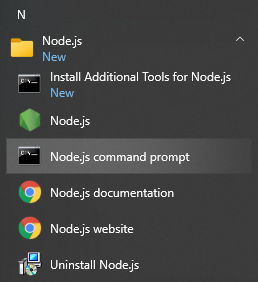 N
Node.js
New
Install Additional Tools for Node.js
New
Node.js
Node.js command prompt
Node.js documentation
Node.js website
Uninstall Node.js